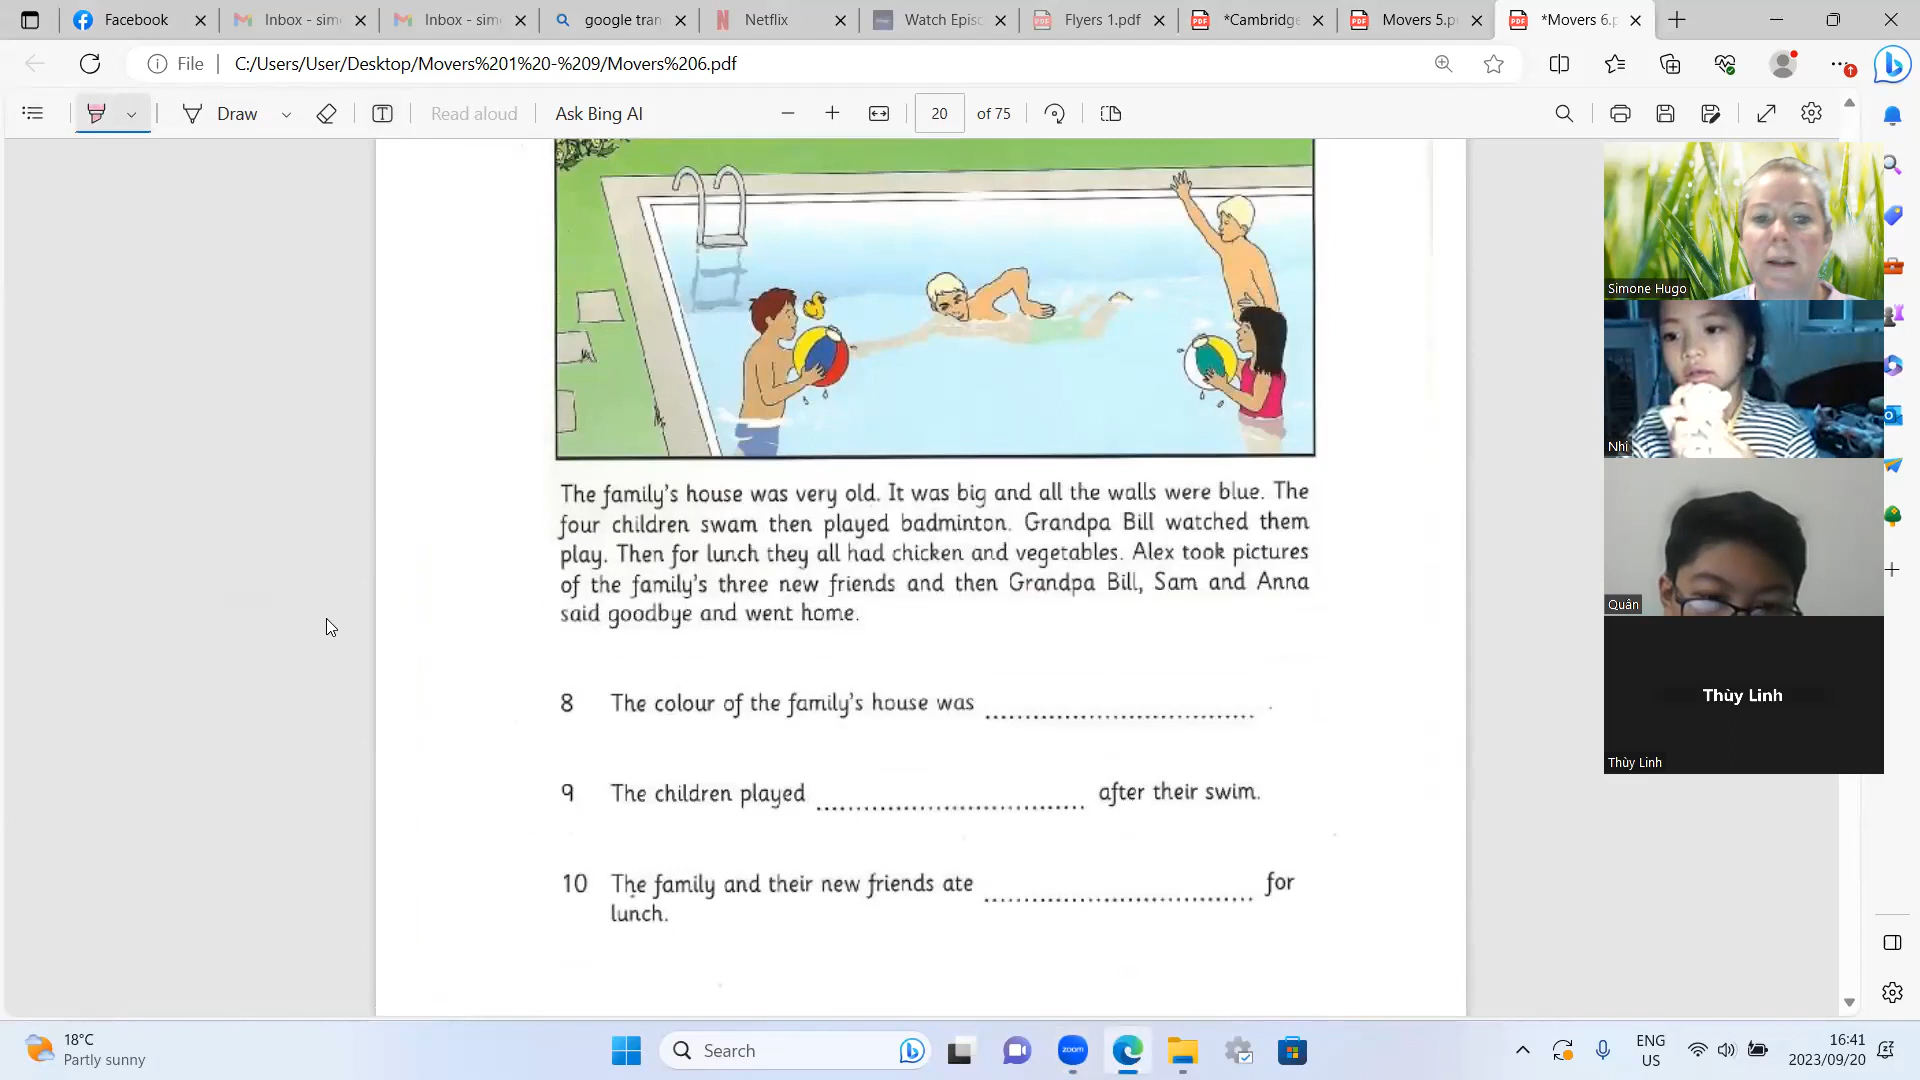 Facebook
Inbox - sim
Inbox - sim
google tran
Netflix
Watch Epis
Flyers 1.pdf
*Cambridge
Movers 5.p
*Movers 6.p
File
C:/Users/User/Desktop/Movers%201%20-%209/Movers%206.pdf
Draw
Read aloud
Ask Bing AI
20 of 75
The family's house was very old. It was big and all the walls were blue. The
four children swam then played badminton. Grandpa Bill watched them
play. Then for lunch they all had chicken and vegetables. Alex took pictures
of the family's three new friends and then Grandpa Bill, Sam and Anna
said goodbye and went home.
8 The colour of the family's house was ............................ .
9 The children played ............................ after their swim.
10 The family and their new friends ate ............................ for
lunch.
Simone Hugo
Nhi
Quân
Thùy Linh
Thùy Linh
18°C
Partly sunny
Search
zoom
ENG
US
16:41
2023/09/20